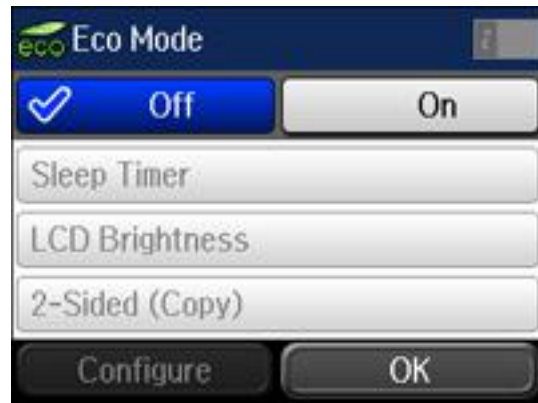 eco Eco Mode
Off On
Sleep Timer
LCD Brightness
2-Sided (Copy)
Configure OK